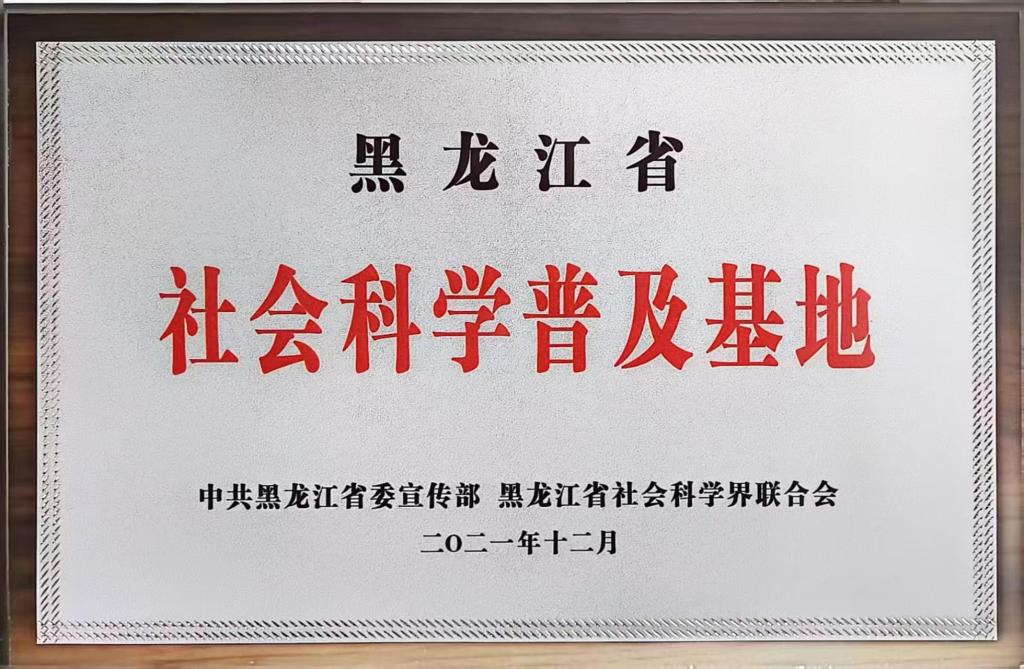 黑龙江省
社会科学普及基地
中共黑龙江省委宣传部 黑龙江省社会科学界联合会
二O二一年十二月